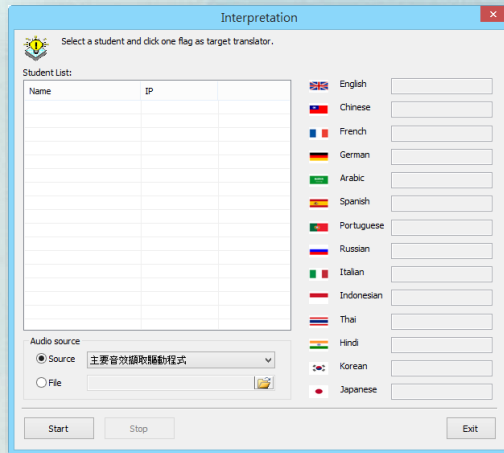 Interpretation
Select a student and click one flag as target translator.
Student List:
Name IP
English
Chinese
French
German
Arabic
Spanish
Portuguese
Russian
Italian
Indonesian
Thai
Hindi
Korean
Japanese
Audio source
Source 主要音效擷取驅動程式
File
Start Stop Exit